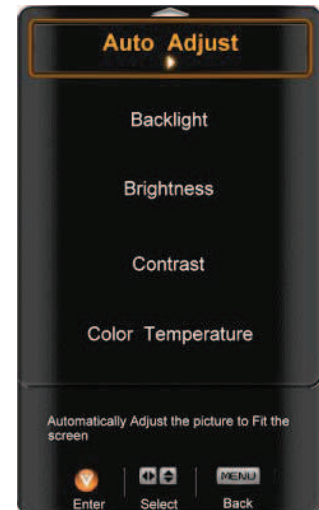 Auto Adjust
Backlight
Brightness
Contrast
Color Temperature
Automatically Adjust the picture to Fit the
screen
MENU
Enter Select Back